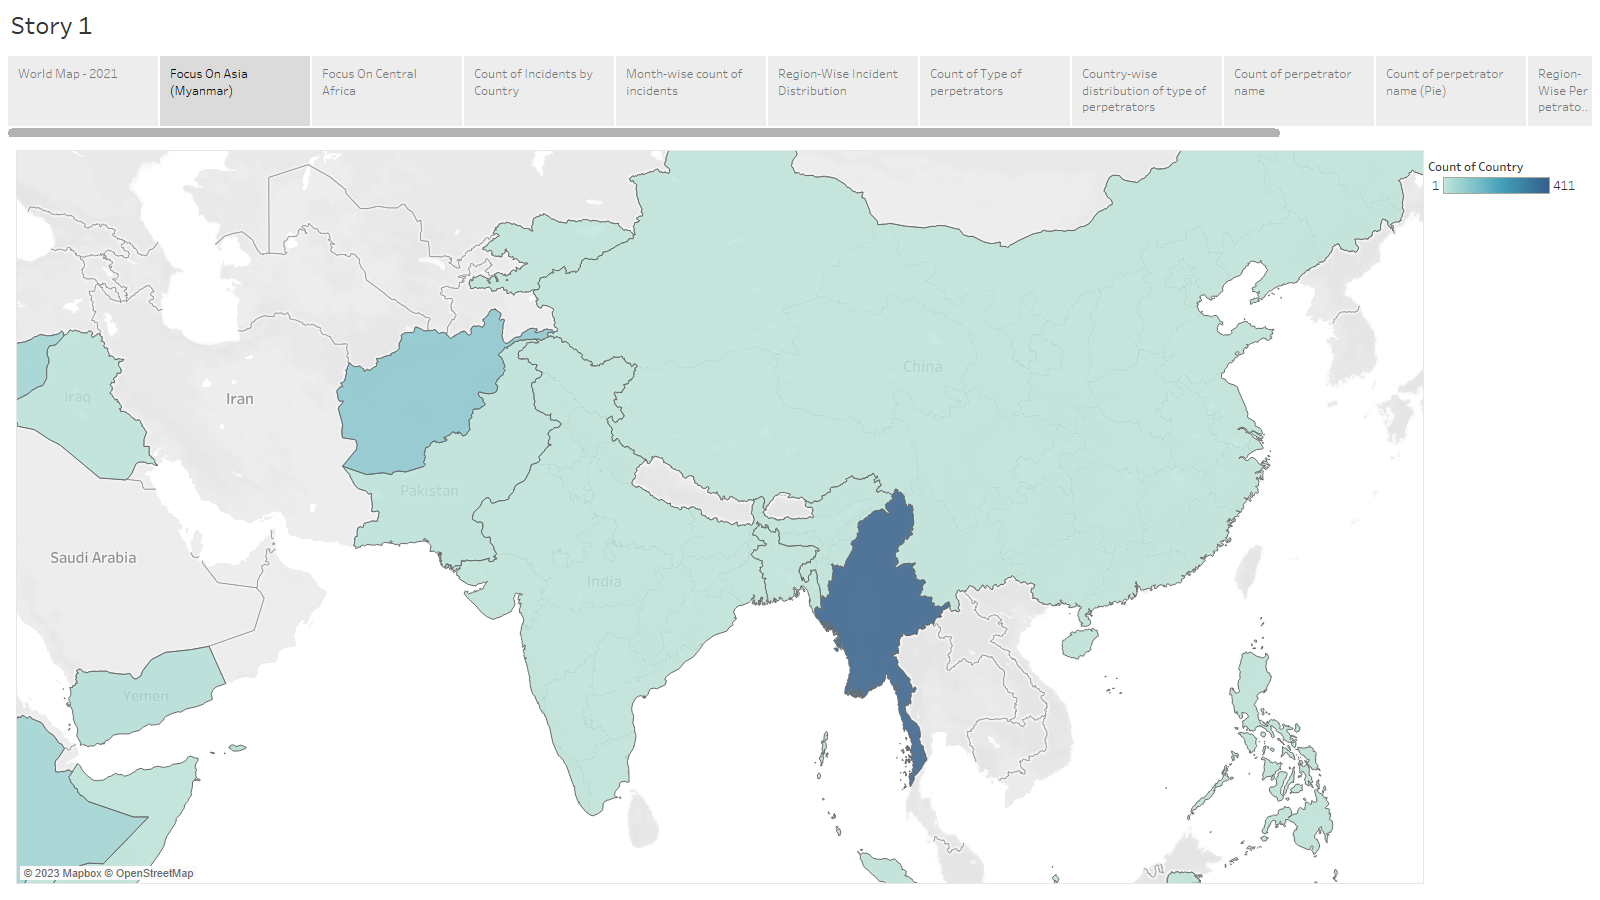 Story 1
World Map - 2021
Focus On Asia
(Myanmar)
Focus On Central
Africa
Count of Incidents by
Country
Month-wise count of
incidents
Region-Wise Incident
Distribution
Count of Type of
perpetrators
Country-wise
distribution of type of
perpetrators
Count of perpetrator
name
Count of perpetrator
name (Pie)
Region-
Wise Per
petrato..
Count of Country
1
411
China
Iraq
Iran
Pakistan
Saudi Arabia
India
Yemen
© 2023 Mapbox © OpenStreetMap